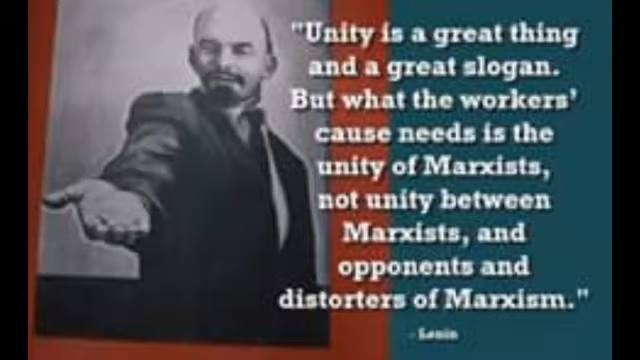 "Unity is a great thing
and a great slogan.
But what the workers'
cause needs is the
unity of Marxists,
not unity between
Marxists, and
opponents and
distorters of Marxism."
- Lenin